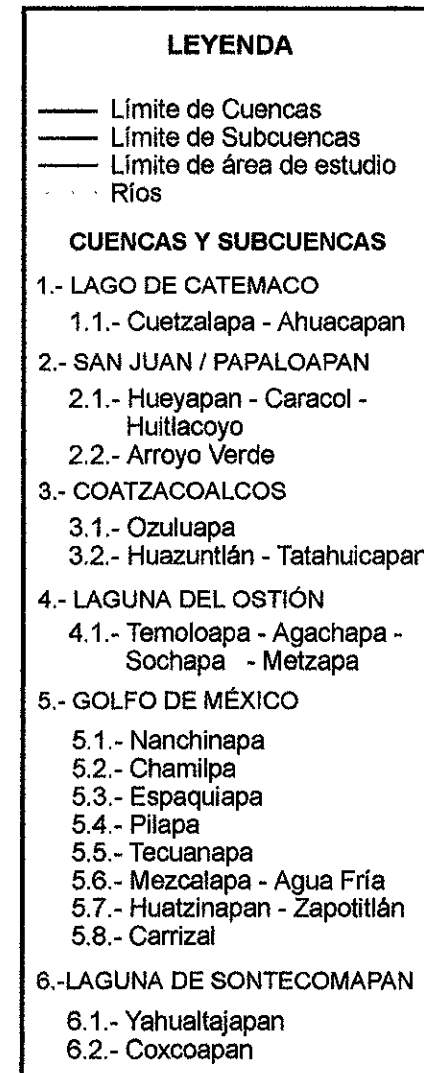 LEYENDA
Límite de Cuencas
Límite de Subcuencas
Límite de área de estudio
Ríos
CUENCAS Y SUBCUENCAS
1.- LAGO DE CATEMACO
1.1.- Cuetzalapa - Ahuacapan
2.- SAN JUAN / PAPALOAPAN
2.1.- Hueyapan - Caracol -
Huitlacoyo
2.2.- Arroyo Verde
3.- COATZACOALCOS
3.1.- Ozuluapa
3.2.- Huazuntlán - Tatahuicapan
4.- LAGUNA DEL OSTIÓN
4.1.- Temoloapa - Agachapa -
Sochapa - Metzapa
5.- GOLFO DE MÉXICO
5.1.- Nanchinapa
5.2.- Chamilpa
5.3.- Espaquiapa
5.4.- Pilapa
5.5.- Tecuanapa
5.6.- Mezcalapa - Agua Fría
5.7.- Huatzinapan - Zapotitlán
5.8.- Carrizal
6.-LAGUNA DE SONTECOMAPAN
6.1.- Yahualtajapan
6.2.- Coxcoapan